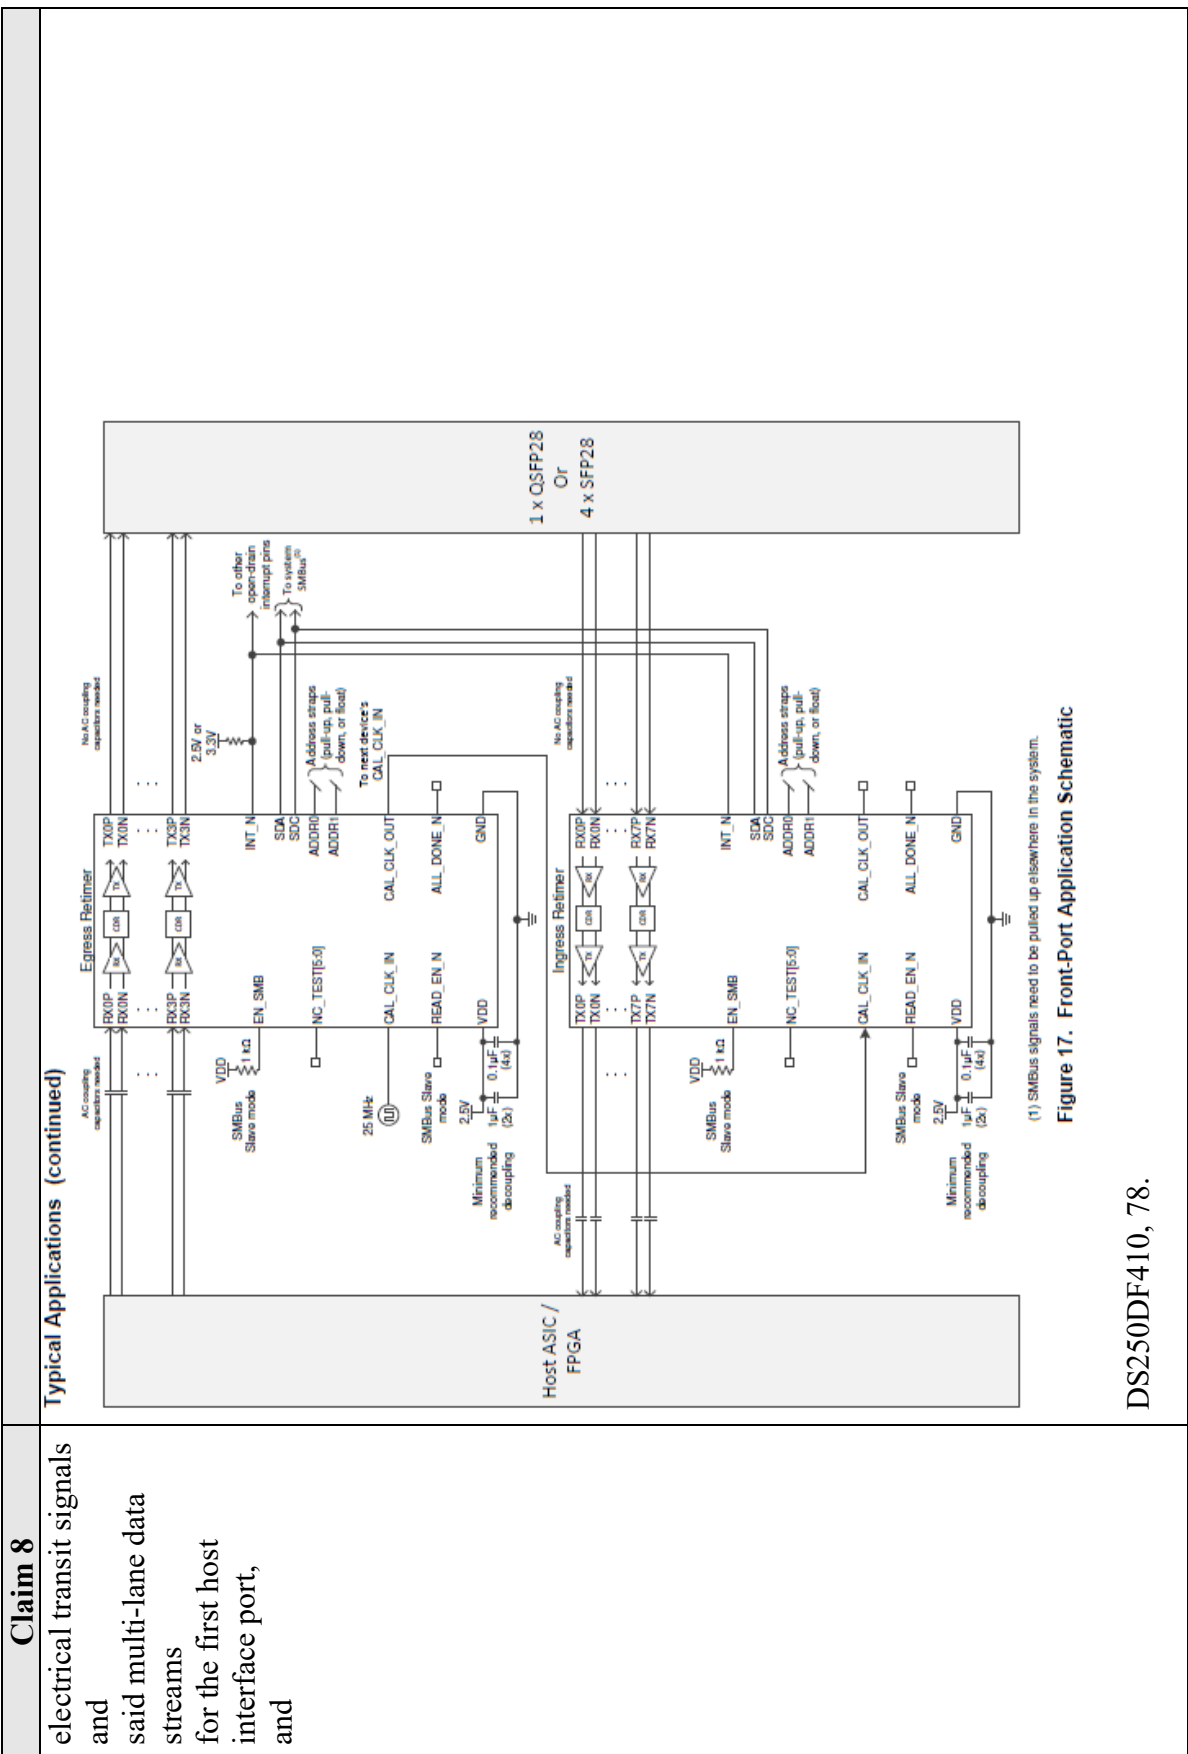 Claim 8
electrical transit signals
and
said multi-lane data
streams
for the first host
interface port,
and
Typical Applications (continued)
Host ASIC /
FPGA
AC coupling
capacitors needed
Egress Retimer
No AC coupling
capacitors needed
RX0P
RX0N
RX
CDR
TX
TX0P
TX0N
RX3P
RX3N
RX
CDR
TX
TX3P
TX3N
VDD
1 kΩ
SMBus
Slave mode
EN_SMB
INT_N
2.5V or
3.3V
To other
open-drain
interrupt pins
SDA
SDC
To system
SMBus(1)
NC_TEST[5:0]
ADDR0
ADDR1
Address straps
(pull-up, pull-
down, or float)
25 MHz
CAL_CLK_IN
CAL_CLK_OUT
To next device's
CAL_CLK_IN
SMBus Slave
mode
READ_EN_N
ALL_DONE_N
2.5V
VDD
GND
Minimum
recommended
decoupling
1µF
(2x)
0.1µF
(4x)
AC coupling
capacitors needed
Ingress Retimer
No AC coupling
capacitors needed
TX0P
TX0N
TX
CDR
RX
RX0P
RX0N
TX7P
TX7N
TX
CDR
RX
RX7P
RX7N
VDD
1 kΩ
SMBus
Slave mode
EN_SMB
INT_N
SDA
SDC
NC_TEST[5:0]
ADDR0
ADDR1
Address straps
(pull-up, pull-
down, or float)
CAL_CLK_IN
CAL_CLK_OUT
SMBus Slave
mode
READ_EN_N
ALL_DONE_N
2.5V
VDD
GND
Minimum
recommended
decoupling
1µF
(2x)
0.1µF
(4x)
1 x QSFP28
Or
4 x SFP28
(1) SMBus signals need to be pulled up elsewhere in the system.
Figure 17. Front-Port Application Schematic
DS250DF410, 78.